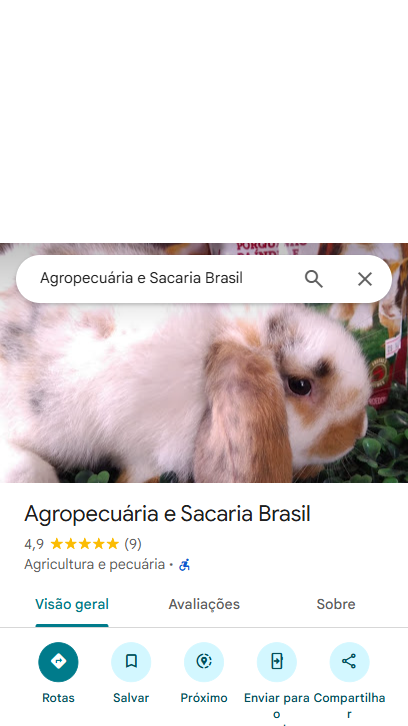 Agropecuária e Sacaria Brasil
Agropecuária e Sacaria Brasil
4,9 ★★★★★ (9)
Agricultura e pecuária ·
Visão geral Avaliações Sobre
Rotas Salvar Próximo Enviar para o Compartilhar